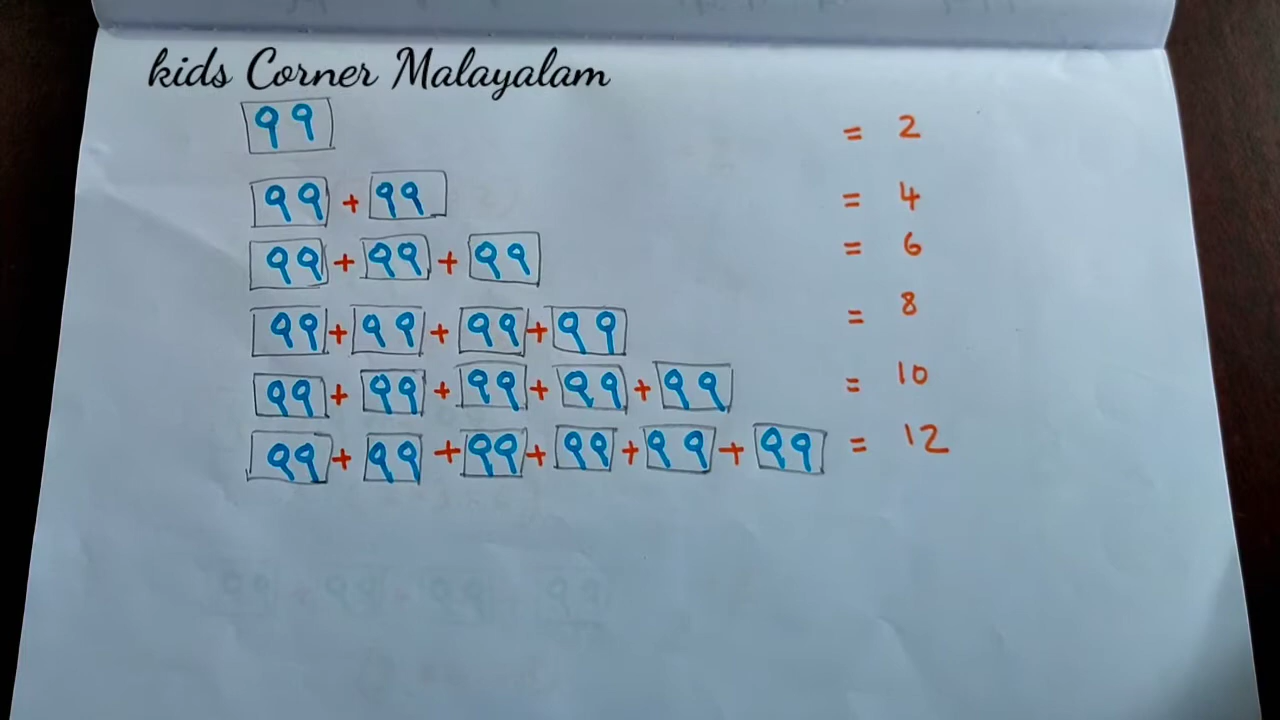 kids Corner Malayalam
99 = 2
99 + 99 = 4
99 + 99 + 99 = 6
99 + 99 + 99 + 99 = 8
99 + 99 + 99 + 99 + 99 = 10
99 + 99 + 99 + 99 + 99 + 99 = 12